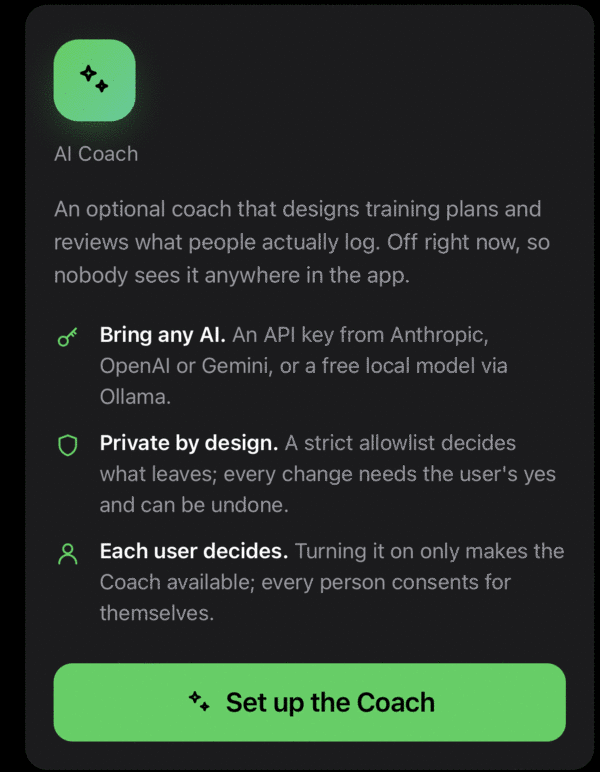 AI Coach
An optional coach that designs training plans and
reviews what people actually log. Off right now, so
nobody sees it anywhere in the app.
Bring any AI. An API key from Anthropic,
OpenAI or Gemini, or a free local model via
Ollama.
Private by design. A strict allowlist decides
what leaves; every change needs the user's yes
and can be undone.
Each user decides. Turning it on only makes the
Coach available; every person consents for
themselves.
Set up the Coach